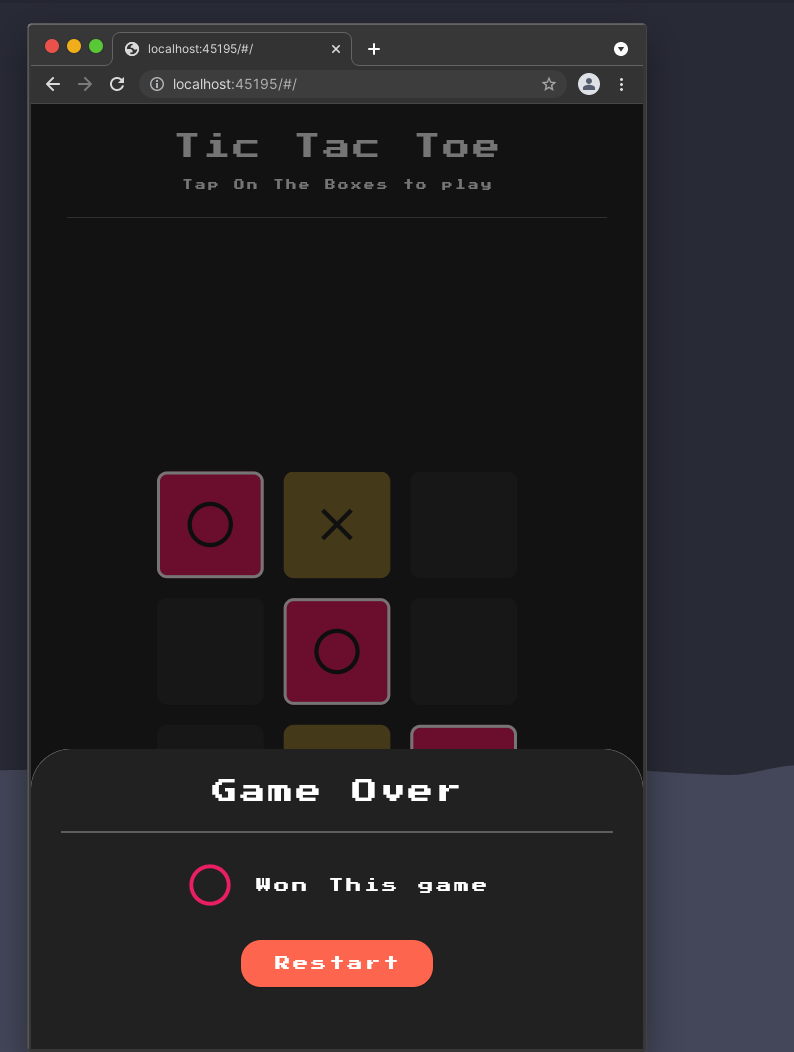 localhost:45195/#/
localhost:45195/#/
Tic Tac Toe
Tap On The Boxes to play
Game Over
Won This game
Restart